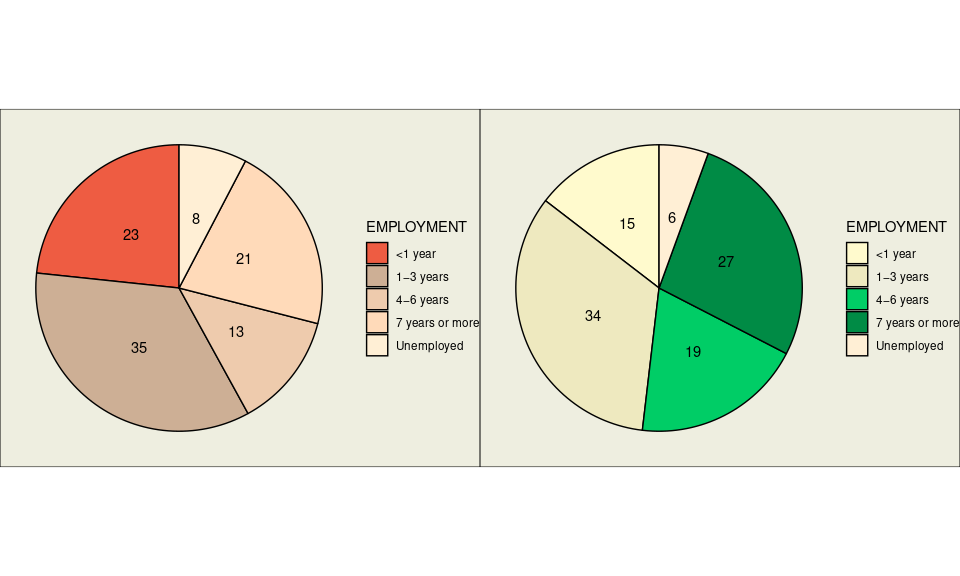 8
23
21
13
35
EMPLOYMENT
<1 year
1−3 years
4−6 years
7 years or more
Unemployed
6
15
27
34
19
EMPLOYMENT
<1 year
1−3 years
4−6 years
7 years or more
Unemployed